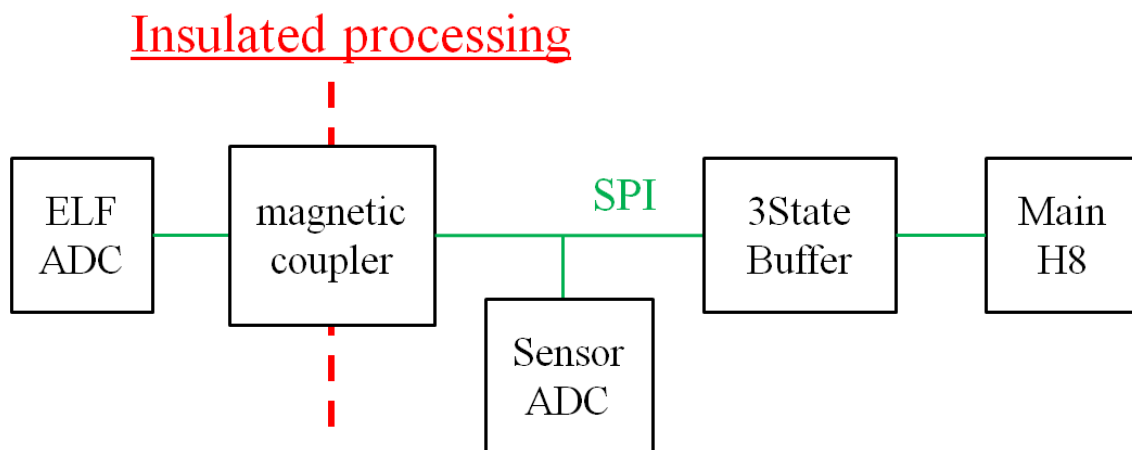 Insulated processing
ELF
ADC
magnetic
coupler
SPI
3State
Buffer
Main
H8
Sensor
ADC